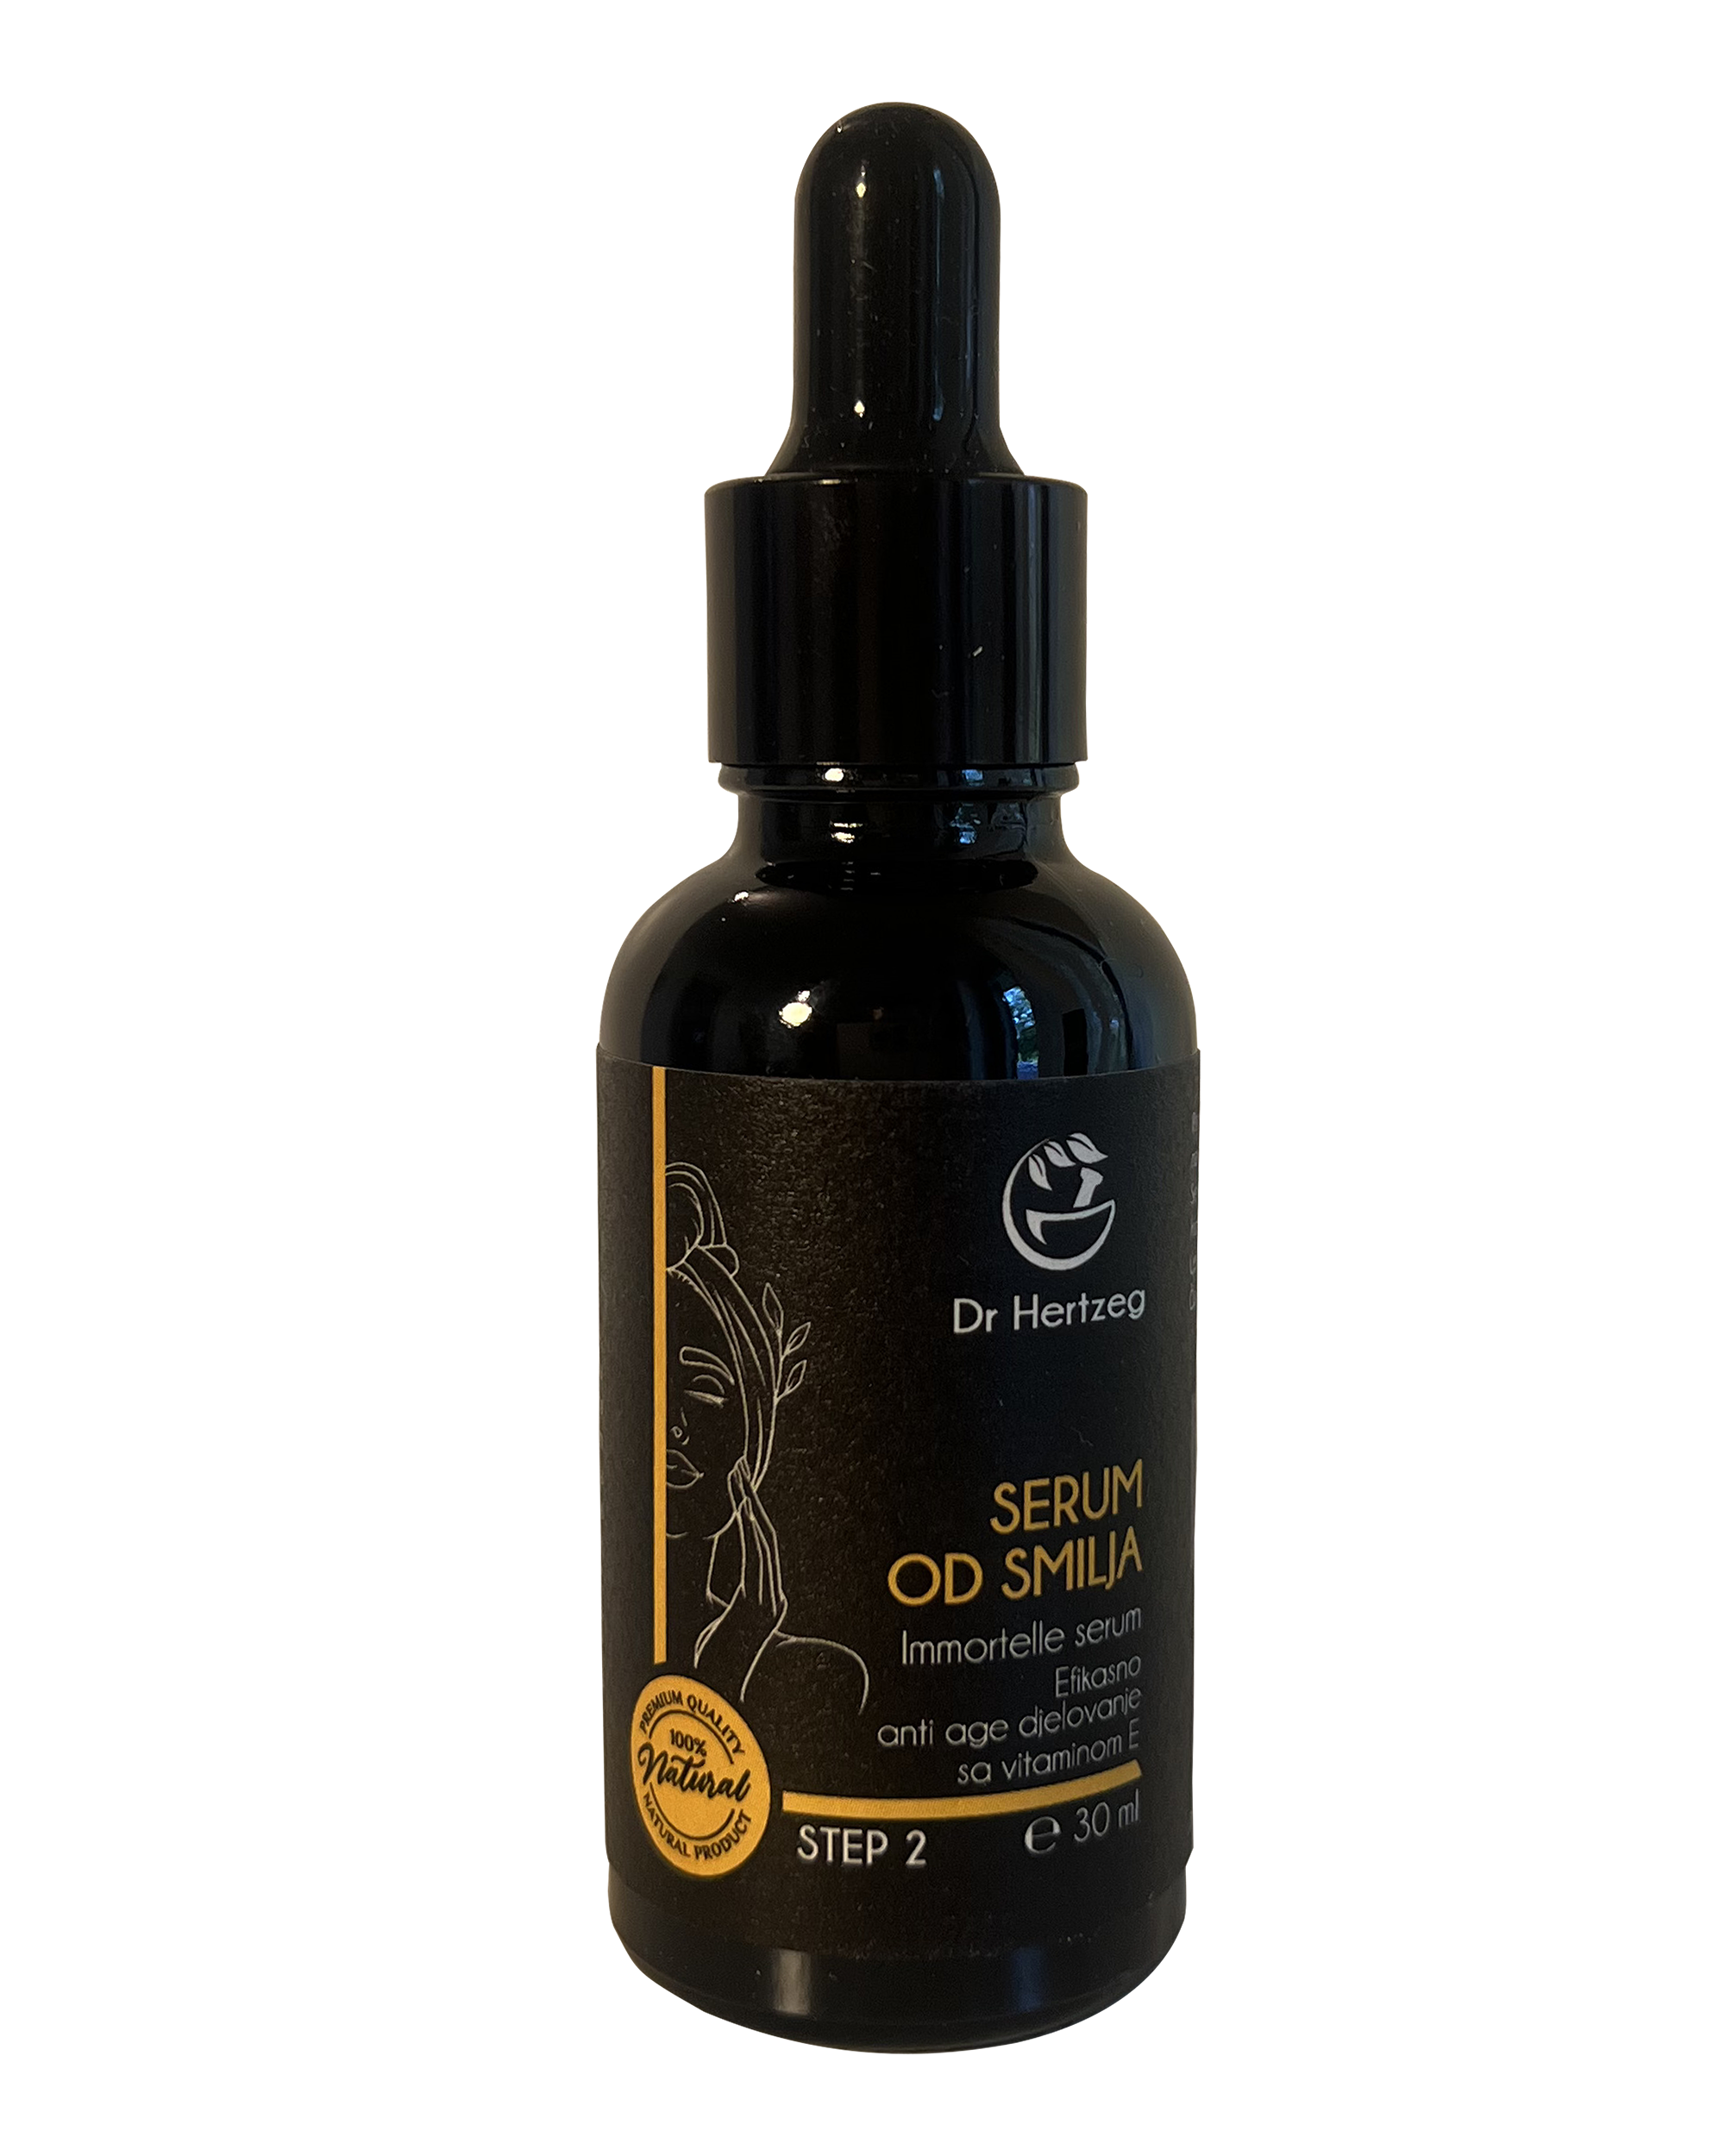 Dr Hertzeg
SERUM
OD SMILJA
Immortelle serum
Efikasno
anti age djelovanje
sa vitaminom E
PREMIUM QUALITY
100%
Natural
NATURAL PRODUCT
STEP 2
℮ 30 ml